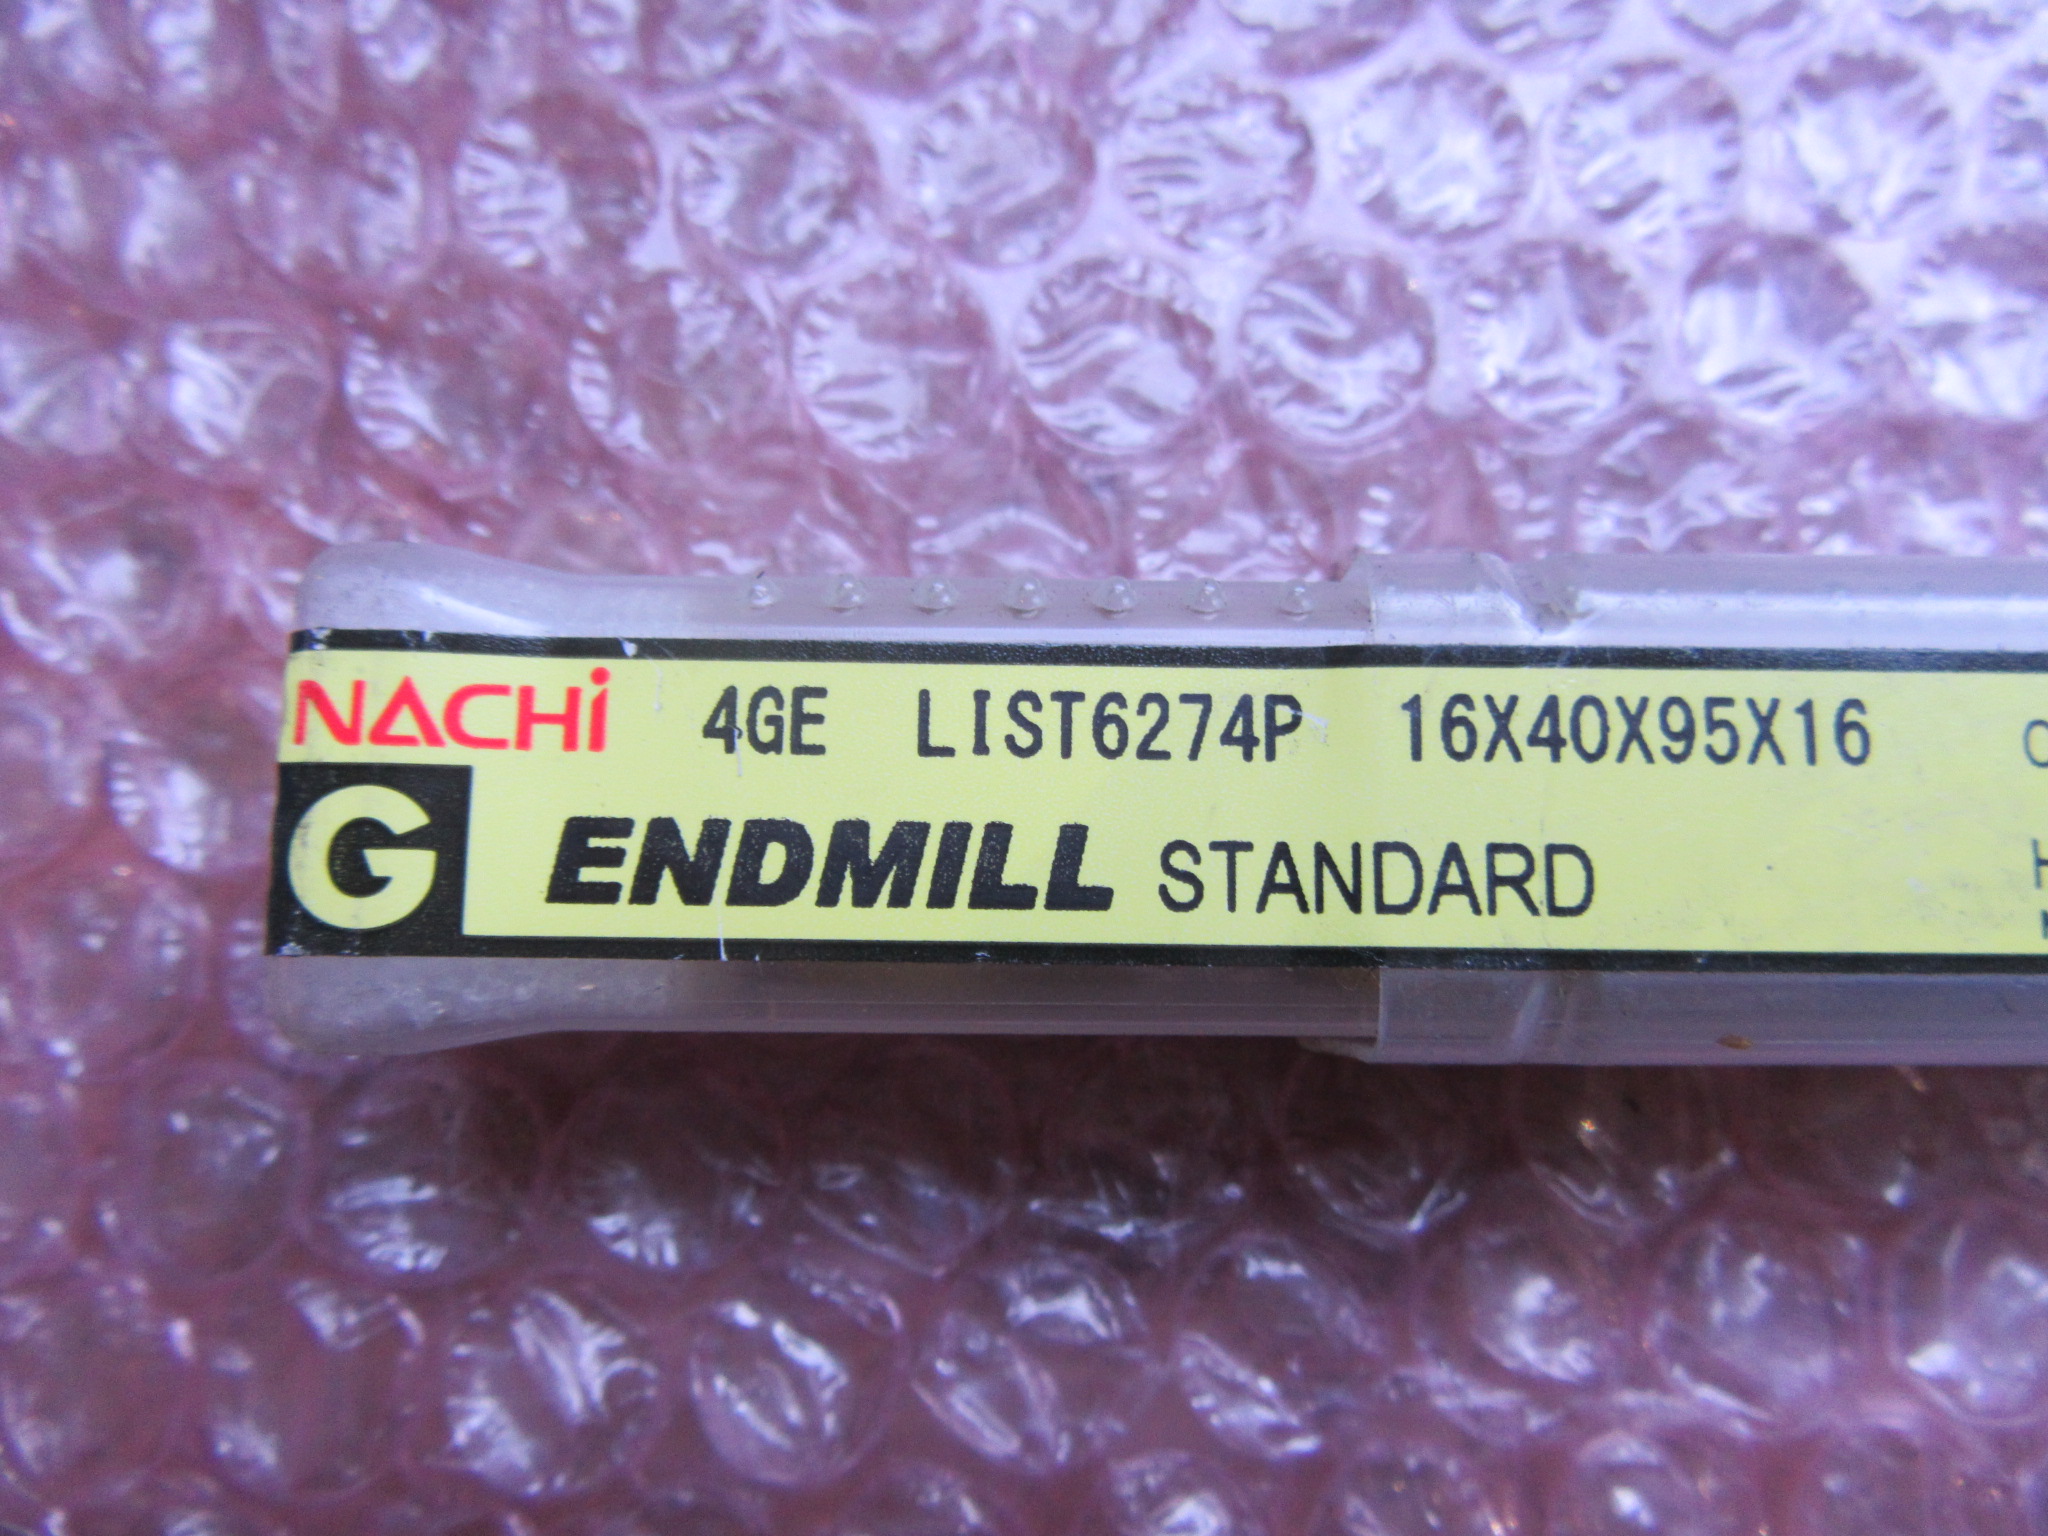 NACHi 4GE LIST6274P 16X40X95X16
G ENDMILL STANDARD